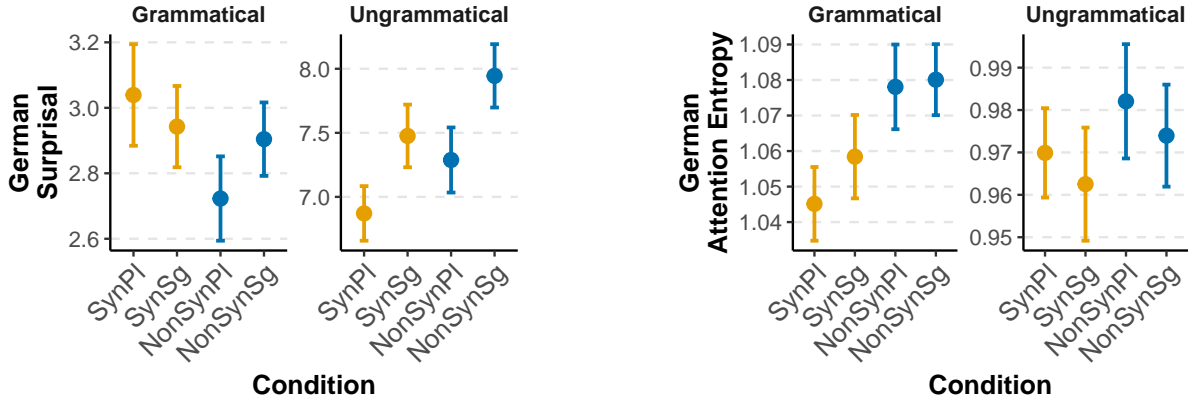 Grammatical
Ungrammatical
German
Surprisal
3.2
3.0
2.8
2.6
8.0
7.5
7.0
SynPl
SynSg
NonSynPl
NonSynSg
SynPl
SynSg
NonSynPl
NonSynSg
Condition
Grammatical
Ungrammatical
German
Attention Entropy
1.09
1.08
1.07
1.06
1.05
1.04
0.99
0.98
0.97
0.96
0.95
SynPl
SynSg
NonSynPl
NonSynSg
SynPl
SynSg
NonSynPl
NonSynSg
Condition